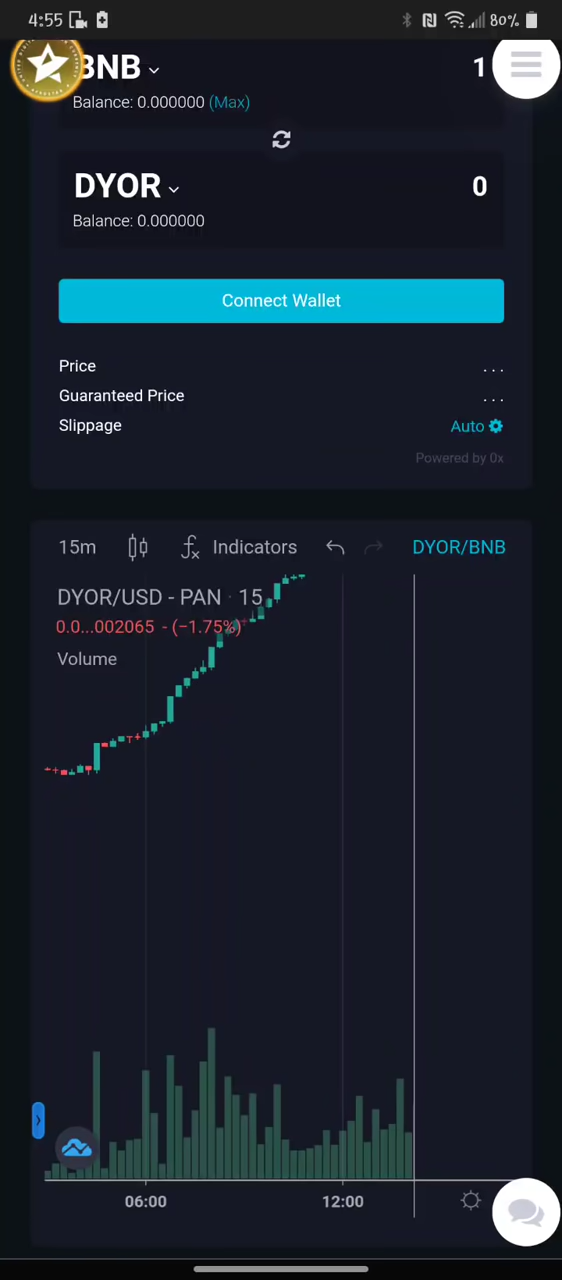 4:55 80%
BNB 1
Balance: 0.000000 (Max)
DYOR 0
Balance: 0.000000
Connect Wallet
Price ...
Guaranteed Price ...
Slippage Auto
Powered by 0x
15m Indicators DYOR/BNB
DYOR/USD - PAN · 15
0.0...002065 - (−1.75%)
Volume
06:00 12:00